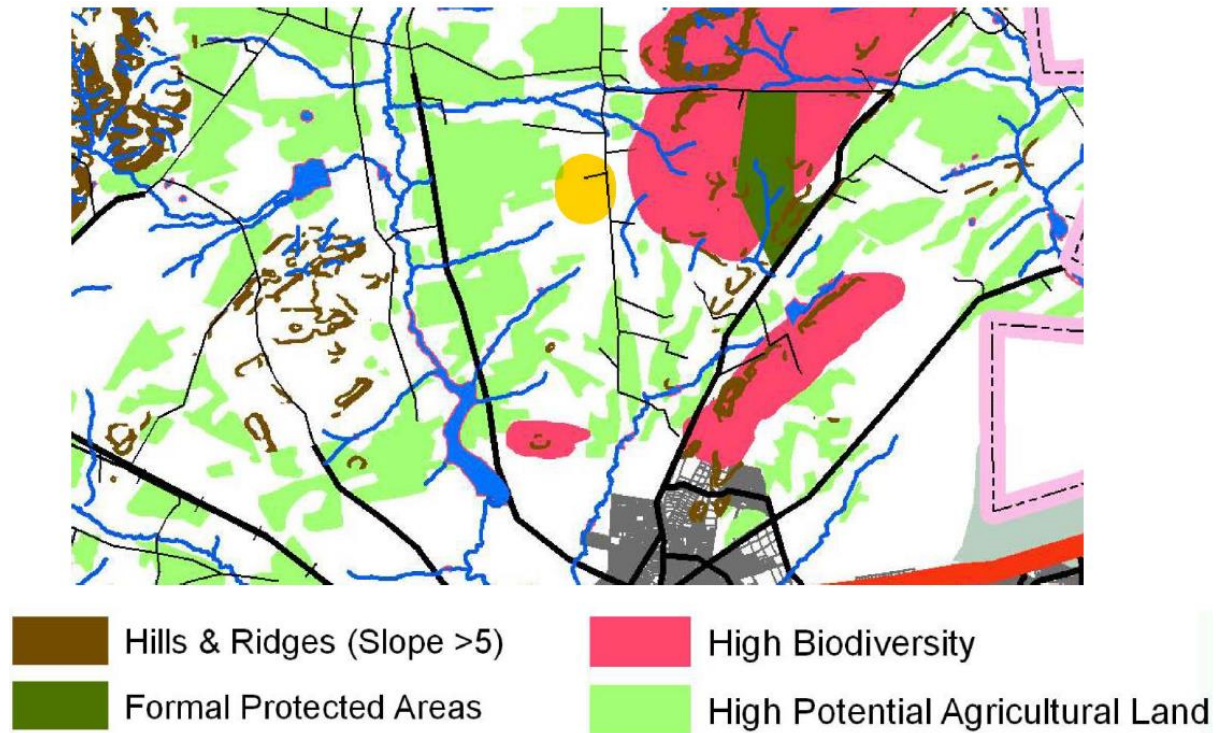 Hills & Ridges (Slope >5)
High Biodiversity
Formal Protected Areas
High Potential Agricultural Land